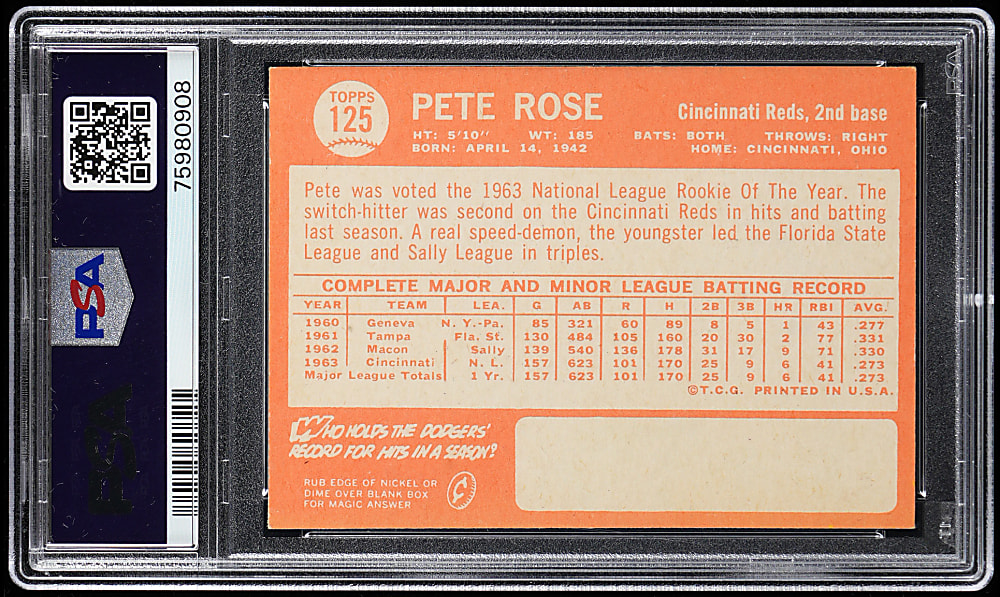 75980908
PSA
PSA
TOPPS
125
PETE ROSE
Cincinnati Reds, 2nd base
HT: 5'10" WT: 185 BATS: BOTH THROWS: RIGHT
BORN: APRIL 14, 1942 HOME: CINCINNATI, OHIO
Pete was voted the 1963 National League Rookie Of The Year. The
switch-hitter was second on the Cincinnati Reds in hits and batting
last season. A real speed-demon, the youngster led the Florida State
League and Sally League in triples.
COMPLETE MAJOR AND MINOR LEAGUE BATTING RECORD
YEAR TEAM LEA. G AB R H 2B 3B HR RBI AVG.
1960 Geneva N. Y.-Pa. 85 321 60 89 8 5 1 43 .277
1961 Tampa Fla. St. 130 484 105 160 20 30 2 77 .331
1962 Macon Sally 139 540 136 178 31 17 9 71 .330
1963 Cincinnati N. L. 157 623 101 170 25 9 6 41 .273
Major League Totals 1 Yr. 157 623 101 170 25 9 6 41 .273
©T.C.G. PRINTED IN U.S.A.
WHO HOLDS THE DODGERS'
RECORD FOR HITS IN A SEASON?
RUB EDGE OF NICKEL OR
DIME OVER BLANK BOX
FOR MAGIC ANSWER
PSA